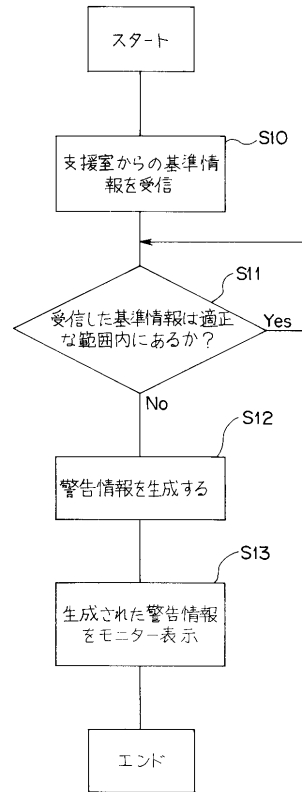 スタート
S10
支援室からの基準情
報を受信
S11
受信した基準情報は適正
な範囲内にあるか?
Yes
No
S12
警告情報を生成する
S13
生成された警告情報
をモニター表示
エンド